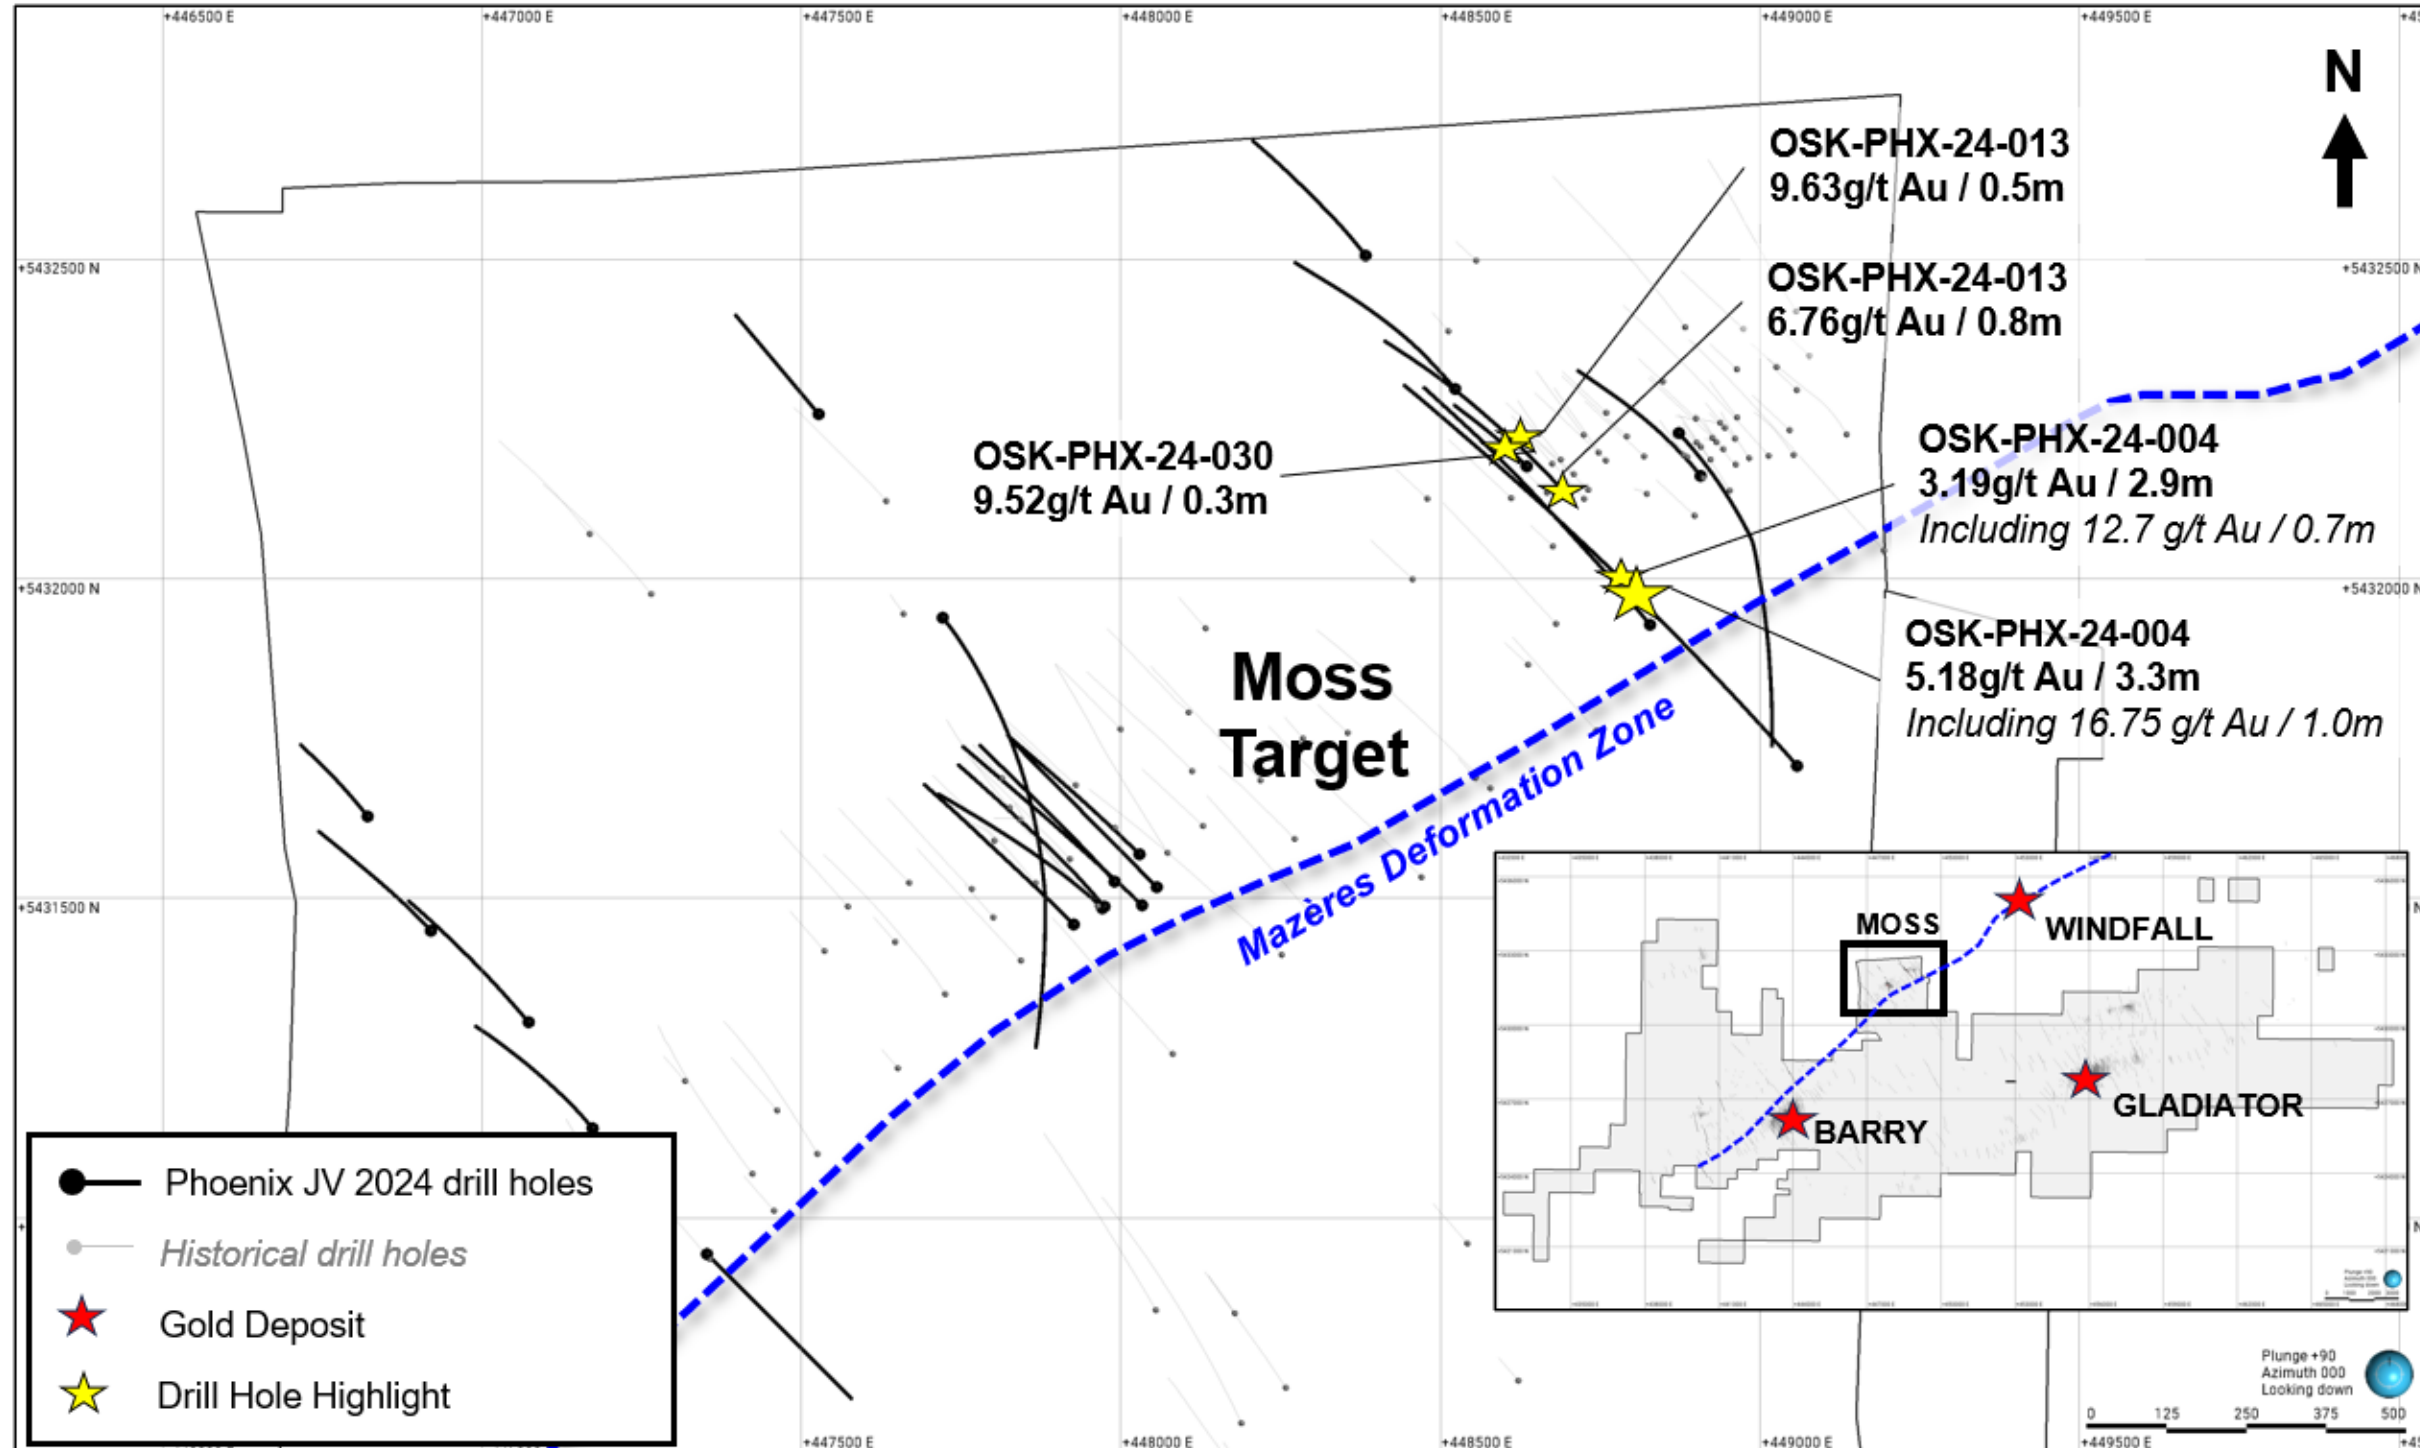 +446500 E
+447000 E
+447500 E
+448000 E
+448500 E
+449000 E
+449500 E
N
OSK-PHX-24-013
9.63g/t Au / 0.5m
+5432500 N
+5432500 N
OSK-PHX-24-013
6.76g/t Au / 0.8m
OSK-PHX-24-030
9.52g/t Au / 0.3m
OSK-PHX-24-004
3.19g/t Au / 2.9m
Including 12.7 g/t Au / 0.7m
+5432000 N
+5432000 N
OSK-PHX-24-004
5.18g/t Au / 3.3m
Including 16.75 g/t Au / 1.0m
Moss
Target
Mazères Deformation Zone
+5431500 N
MOSS
WINDFALL
GLADIATOR
BARRY
Phoenix JV 2024 drill holes
Historical drill holes
Gold Deposit
Drill Hole Highlight
Plunge +90
Azimuth 000
Looking down
0 125 250 375 500
+447500 E
+448000 E
+448500 E
+449000 E
+449500 E